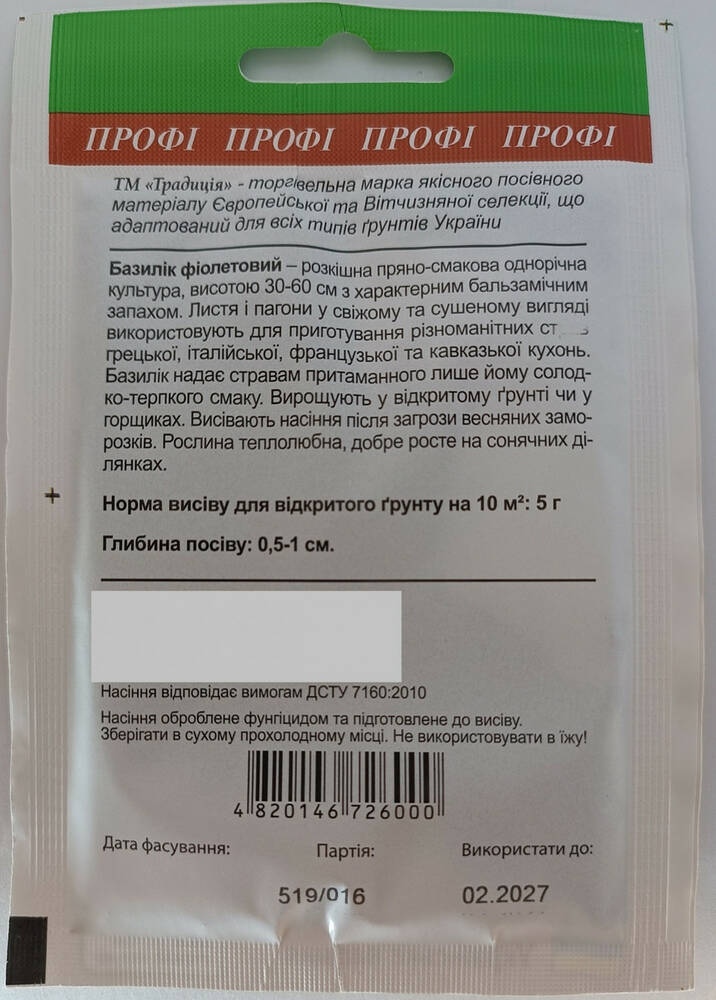 ПРОФІ ПРОФІ ПРОФІ ПРОФІ
ТМ «Традиція» - торгівельна марка якісного посівного
матеріалу Європейської та Вітчизняної селекції, що
адаптований для всіх типів ґрунтів України
Базилік фіолетовий – розкішна пряно-смакова однорічна
культура, висотою 30-60 см з характерним бальзамічним
запахом. Листя і пагони у свіжому та сушеному вигляді
використовують для приготування різноманітних
грецької, італійської, французької та кавказької кухонь.
Базилік надає стравам притаманного лише йому солод-
ко-терпкого смаку. Вирощують у відкритому ґрунті чи у
горщиках. Висівають насіння після загрози весняних замо-
розків. Рослина теплолюбна, добре росте на сонячних ді-
лянках.
Норма висіву для відкритого ґрунту на 10 м²: 5 г
Глибина посіву: 0,5-1 см.
Насіння відповідає вимогам ДСТУ 7160:2010
Насіння оброблене фунгіцидом та підготовлене до висіву.
Зберігати в сухому прохолодному місці. Не використовувати в їжу!
4 820146 726000
Дата фасування: Партія: Використати до:
519/016 02.2027